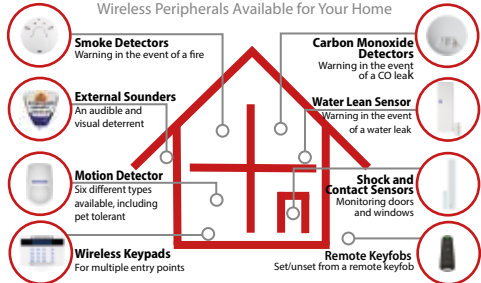 Wireless Peripherals Available for Your Home
Smoke Detectors
Warning in the event of a fire
External Sounders
An audible and
visual deterrent
Motion Detector
Six different types
available, including
pet tolerant
Wireless Keypads
For multiple entry points
Carbon Monoxide
Detectors
Warning in the event
of a CO leak
Water Lean Sensor
Warning in the event
of a water leak
Shock and
Contact Sensors
Monitoring doors
and windows
Remote Keyfobs
Set/unset from a remote keyfob